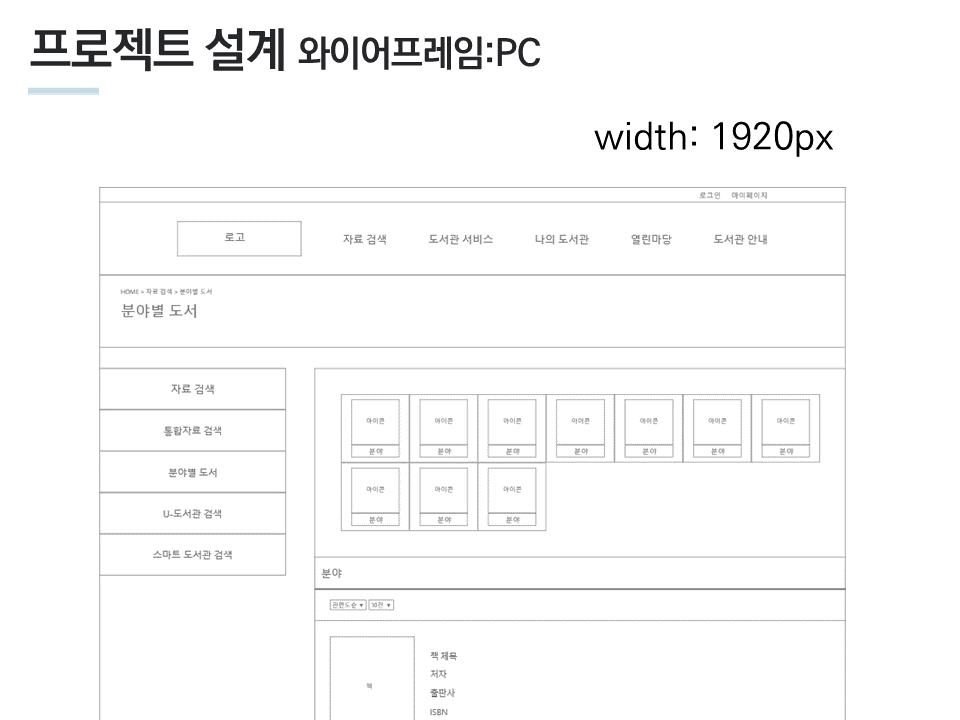 프로젝트 설계 와이어프레임:PC
width: 1920px
로그인 마이페이지
로고 자료 검색 도서관 서비스 나의 도서관 열린마당 도서관 안내
HOME > 자료 검색 > 분야별 도서
분야별 도서
자료 검색
통합자료 검색
분야별 도서
U-도서관 검색
스마트 도서관 검색
아이콘 아이콘 아이콘 아이콘 아이콘 아이콘 아이콘
분야 분야 분야 분야 분야 분야 분야
아이콘 아이콘 아이콘
분야 분야 분야
분야
관련도순 ▼ 10건 ▼
책
책 제목
저자
출판사
ISBN